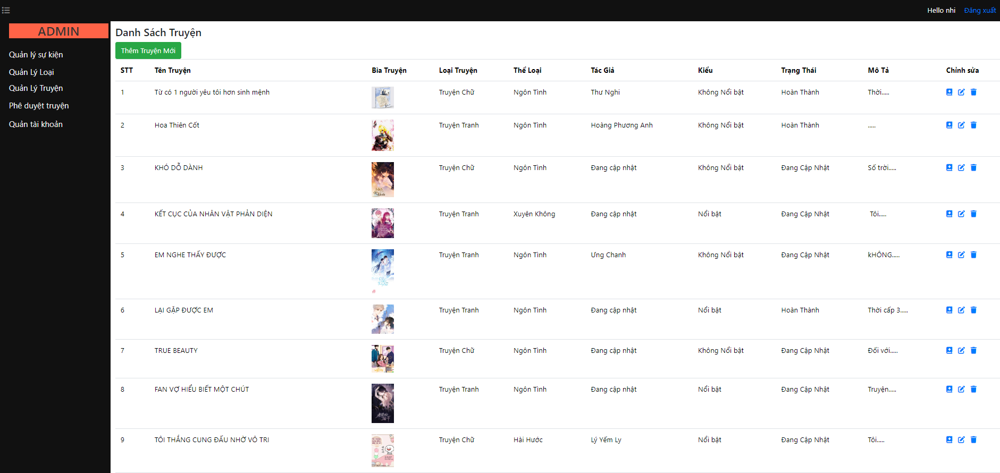 Hello nhi Đăng xuất
ADMIN
Quản lý sự kiện
Quản Lý Loại
Quản Lý Truyện
Phê duyệt truyện
Quản tài khoản
Danh Sách Truyện
Thêm Truyện Mới
STT Tên Truyện Bìa Truyện Loại Truyện Thể Loại Tác Giả Kiểu Trạng Thái Mô Tả Chỉnh sửa
1 Từ có 1 người yêu tôi hơn sinh mệnh Truyện Chữ Ngôn Tình Thư Nghi Không Nổi bật Hoàn Thành Thời.....
2 Hoa Thiên Cốt Truyện Tranh Ngôn Tình Hoàng Phương Anh Không Nổi bật Hoàn Thành .....
3 KHÓ DỖ DÀNH Truyện Chữ Ngôn Tình Đang cập nhật Không Nổi bật Đang Cập Nhật Số trời.....
4 KẾT CỤC CỦA NHÂN VẬT PHẢN DIỆN Truyện Tranh Xuyên Không Đang cập nhật Nổi bật Đang Cập Nhật Tôi.....
5 EM NGHE THẤY ĐƯỢC Truyện Tranh Ngôn Tình Ưng Chanh Không Nổi bật Đang Cập Nhật kHÔNG.....
6 LẠI GẶP ĐƯỢC EM Truyện Tranh Ngôn Tình Đang cập nhật Nổi bật Hoàn Thành Thời cấp 3.....
7 TRUE BEAUTY Truyện Chữ Ngôn Tình Đang cập nhật Không Nổi bật Đang Cập Nhật Đối với.....
8 FAN VỢ HIỂU BIẾT MỘT CHÚT Truyện Tranh Ngôn Tình Đang cập nhật Nổi bật Đang Cập Nhật Truyện.....
9 TÔI THẮNG CUNG ĐẤU NHỜ VÔ TRI Truyện Chữ Hài Hước Lý Yếm Ly Nổi bật Đang Cập Nhật Tôi.....